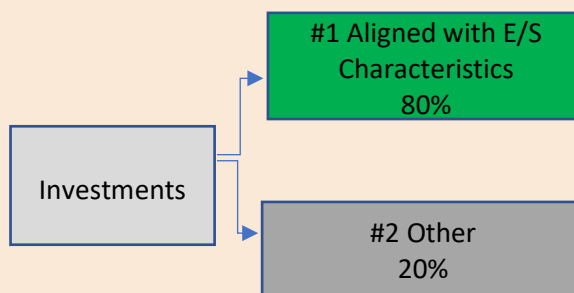 #1 Aligned with E/S
Characteristics
80%
Investments
#2 Other
20%